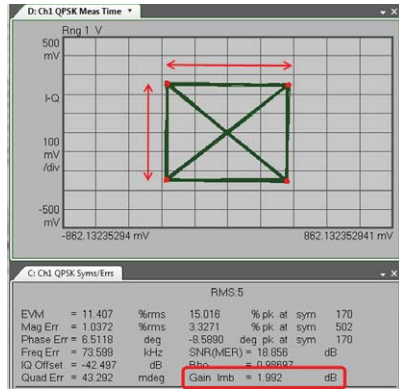 D: Ch1 QPSK Meas Time
Rng 1 V
500
mV
I-Q
100
mV
/div
-500
mV
-862.13235294 mV
862.1323529​41 mV
C: Ch1 QPSK Syms/Errs
RMS:5
EVM = 11.407 %rms 15.016 % pk at sym 170
Mag Err = 1.0372 %rms 3.3271 % pk at sym 502
Phase Err = 6.5118 deg -8.5890 deg pk at sym 170
Freq Err = 73.599 kHz SNR(MER) = 18.856 dB
IQ Offset = -42.497 dB Rho = 0.98697
Quad Err = 43.292 mdeg Gain Imb = 1.992 dB